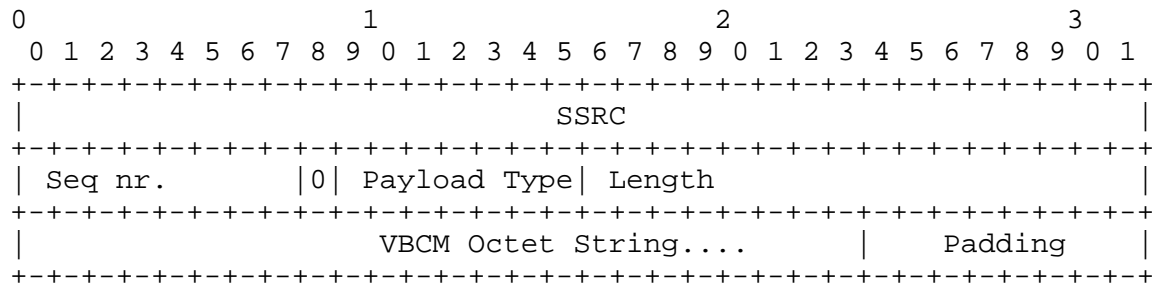 0                   1                   2                   3
 0 1 2 3 4 5 6 7 8 9 0 1 2 3 4 5 6 7 8 9 0 1 2 3 4 5 6 7 8 9 0 1
+-+-+-+-+-+-+-+-+-+-+-+-+-+-+-+-+-+-+-+-+-+-+-+-+-+-+-+-+-+-+-+-+
|                              SSRC                             |
+-+-+-+-+-+-+-+-+-+-+-+-+-+-+-+-+-+-+-+-+-+-+-+-+-+-+-+-+-+-+-+-+
| Seq nr.       |0| Payload Type| Length                        |
+-+-+-+-+-+-+-+-+-+-+-+-+-+-+-+-+-+-+-+-+-+-+-+-+-+-+-+-+-+-+-+-+
|                    VBCM Octet String....      |    Padding    |
+-+-+-+-+-+-+-+-+-+-+-+-+-+-+-+-+-+-+-+-+-+-+-+-+-+-+-+-+-+-+-+-+